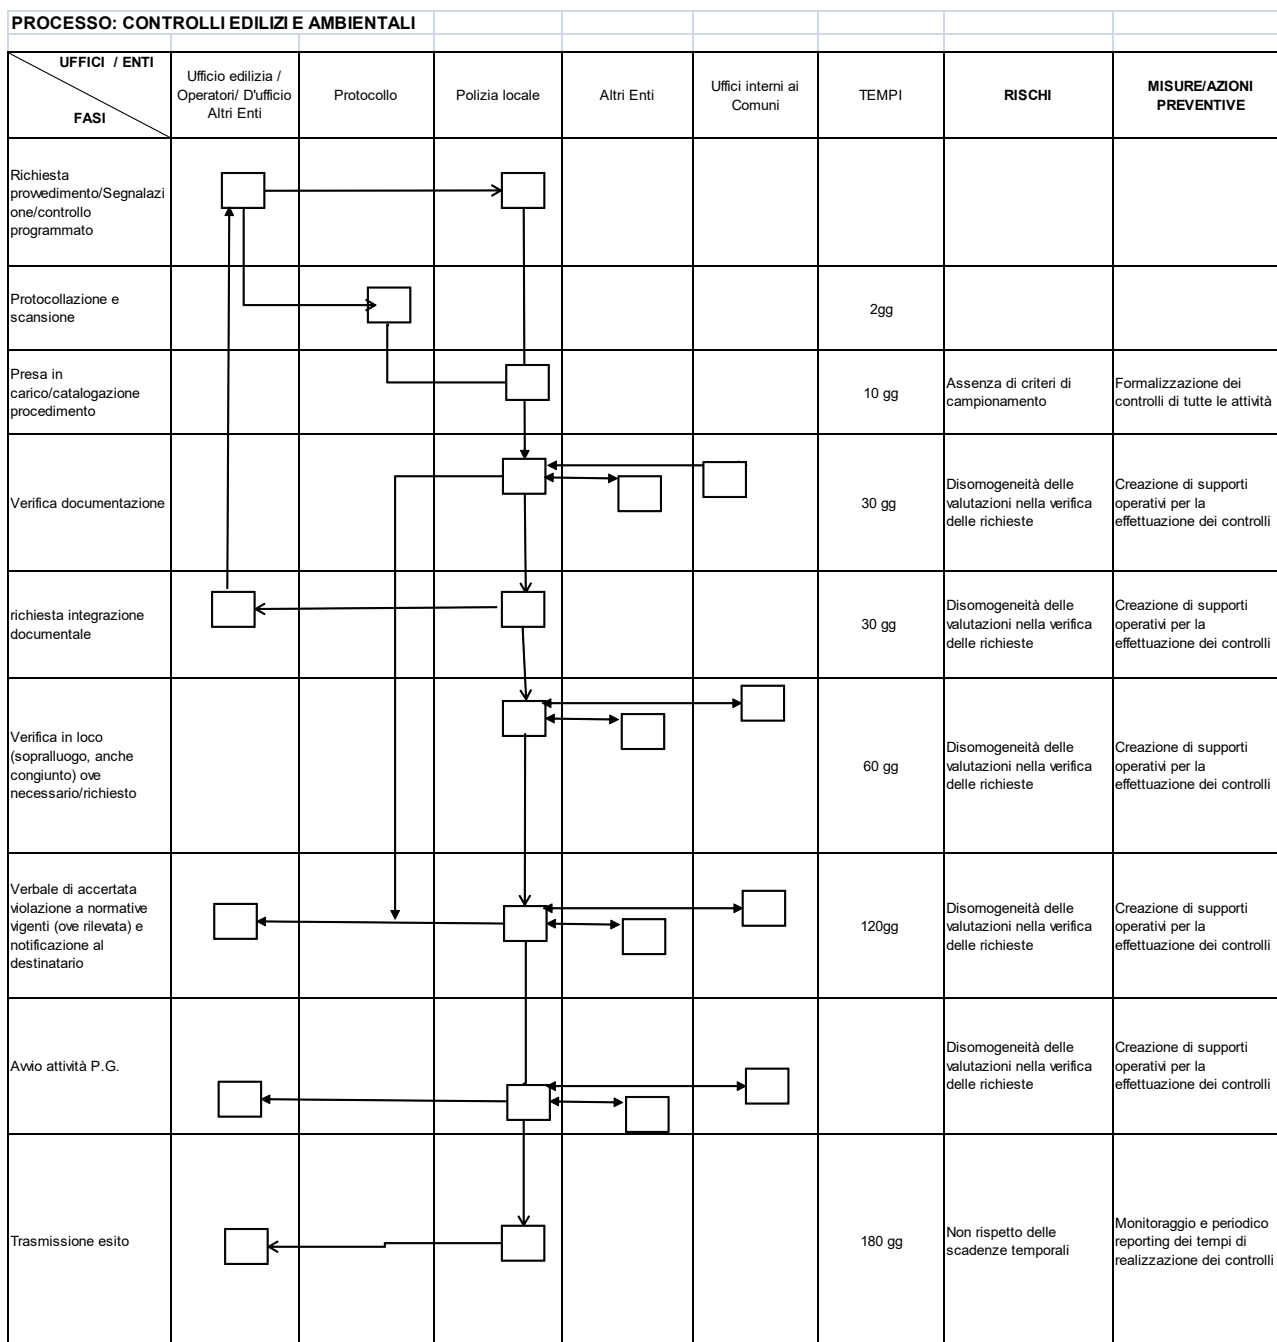 PROCESSO: CONTROLLI EDILIZI E AMBIENTALI
UFFICI / ENTI
FASI
Ufficio edilizia /
Operatori/ D'ufficio
Altri Enti
Protocollo
Polizia locale
Altri Enti
Uffici interni ai
Comuni
TEMPI
RISCHI
MISURE/AZIONI
PREVENTIVE
Richiesta
provvedimento/Segnalazi
one/controllo
programmato
Protocollazione e
scansione
2gg
Presa in
carico/catalogazione
procedimento
10 gg
Assenza di criteri di
campionamento
Formalizzazione dei
controlli di tutte le attività
Verifica documentazione
30 gg
Disomogeneità delle
valutazioni nella verifica
delle richieste
Creazione di supporti
operativi per la
effettuazione dei controlli
richiesta integrazione
documentale
30 gg
Disomogeneità delle
valutazioni nella verifica
delle richieste
Creazione di supporti
operativi per la
effettuazione dei controlli
Verifica in loco
(sopralluogo, anche
congiunto) ove
necessario/richiesto
60 gg
Disomogeneità delle
valutazioni nella verifica
delle richieste
Creazione di supporti
operativi per la
effettuazione dei controlli
Verbale di accertata
violazione a normative
vigenti (ove rilevata) e
notificazione al
destinatario
120gg
Disomogeneità delle
valutazioni nella verifica
delle richieste
Creazione di supporti
operativi per la
effettuazione dei controlli
Avvio attività P.G.
Disomogeneità delle
valutazioni nella verifica
delle richieste
Creazione di supporti
operativi per la
effettuazione dei controlli
Trasmissione esito
180 gg
Non rispetto delle
scadenze temporali
Monitoraggio e periodico
reporting dei tempi di
realizzazione dei controlli